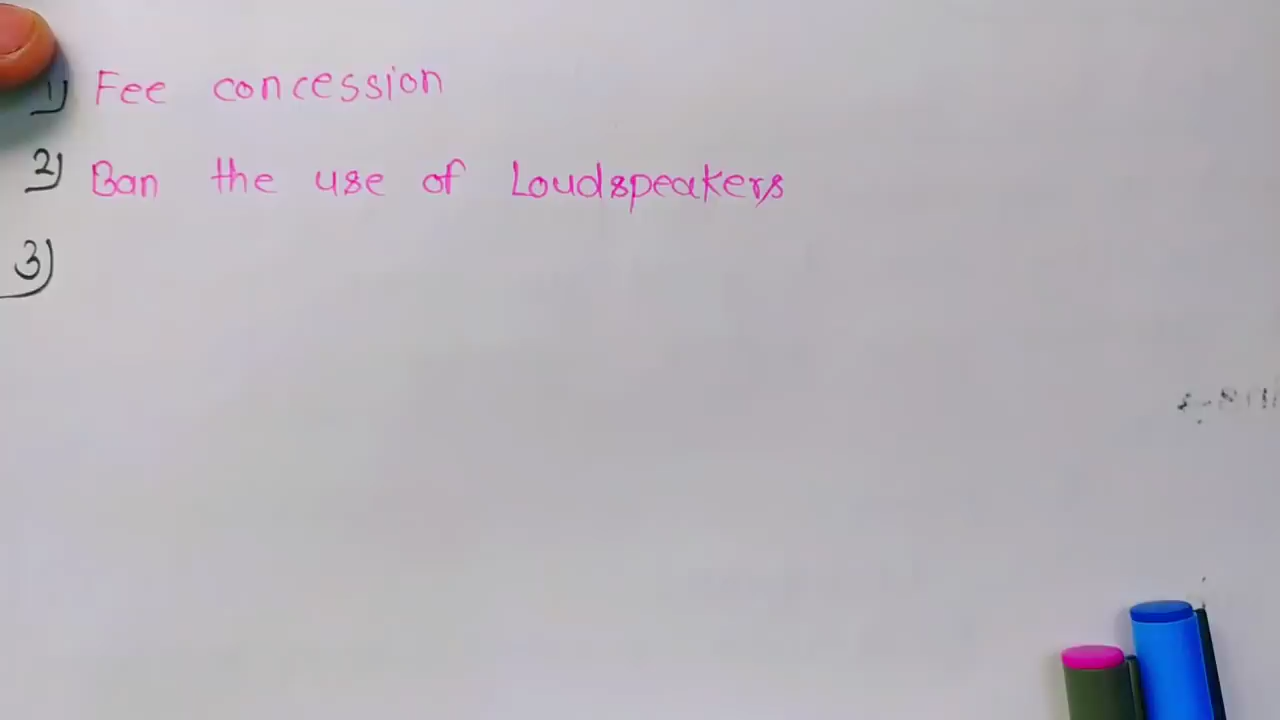 1) Fee concession
2) Ban the use of Loudspeakers
3)